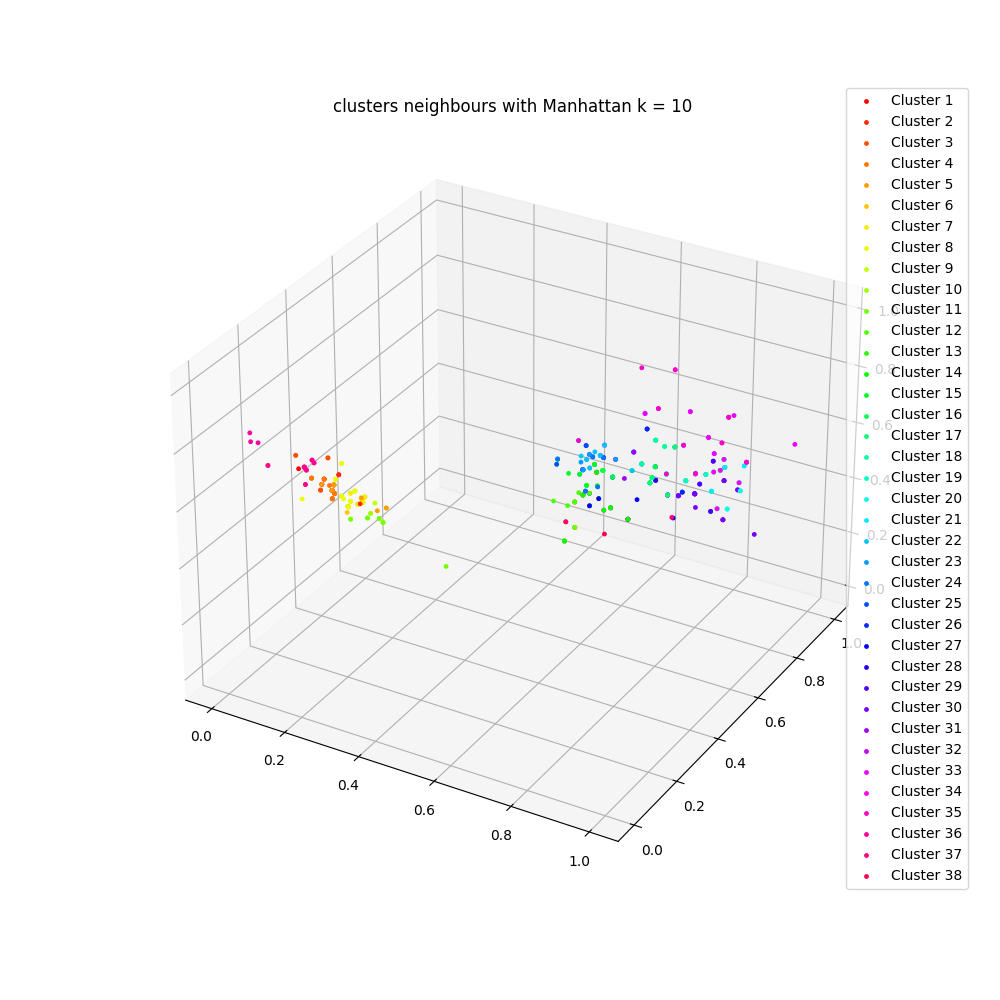 clusters neighbours with Manhattan k = 10
Cluster 1
Cluster 2
Cluster 3
Cluster 4
Cluster 5
Cluster 6
Cluster 7
Cluster 8
Cluster 9
Cluster 10
Cluster 11
Cluster 12
Cluster 13
Cluster 14
Cluster 15
Cluster 16
Cluster 17
Cluster 18
Cluster 19
Cluster 20
Cluster 21
Cluster 22
Cluster 23
Cluster 24
Cluster 25
Cluster 26
Cluster 27
Cluster 28
Cluster 29
Cluster 30
Cluster 31
Cluster 32
Cluster 33
Cluster 34
Cluster 35
Cluster 36
Cluster 37
Cluster 38
1.0
0.8
0.6
0.4
0.2
0.0
1.0
0.8
0.6
0.4
0.2
0.0
0.0
0.2
0.4
0.6
0.8
1.0